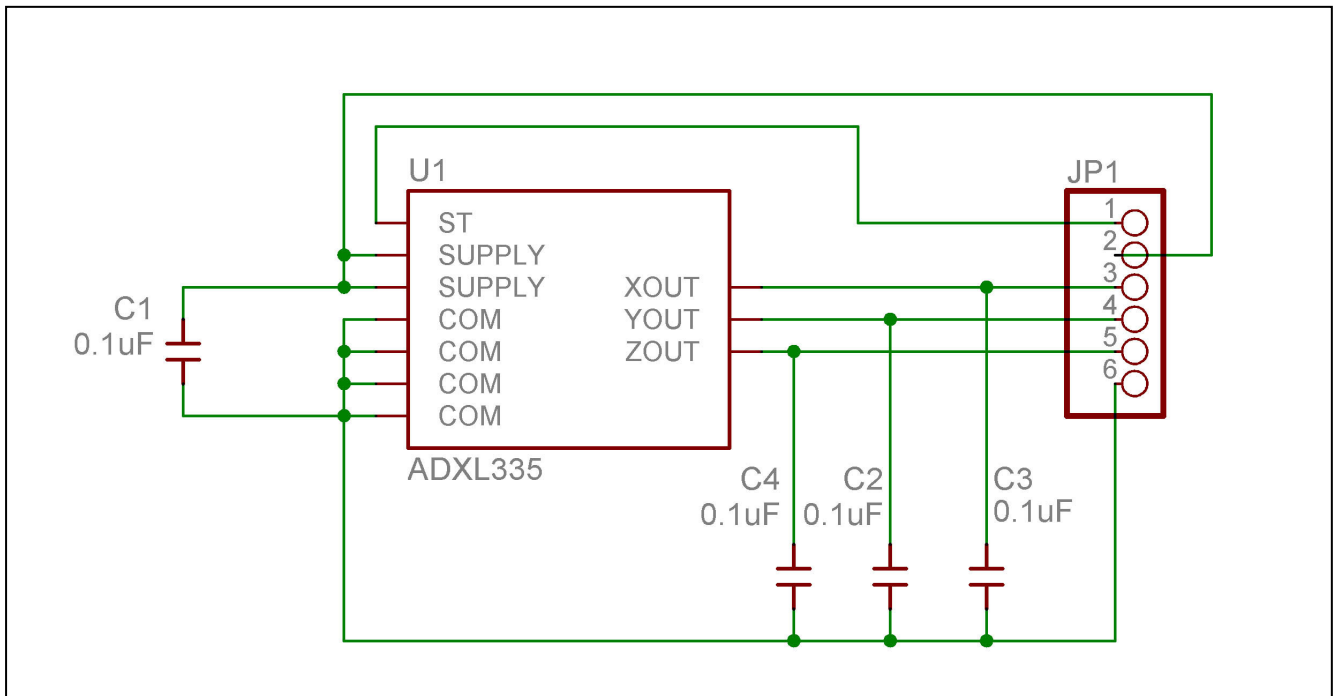 U1
JP1
ST
SUPPLY
SUPPLY
COM
COM
COM
COM
XOUT
YOUT
ZOUT
1
2
3
4
5
6
C1
0.1uF
ADXL335
C4
0.1uF
C2
0.1uF
C3
0.1uF